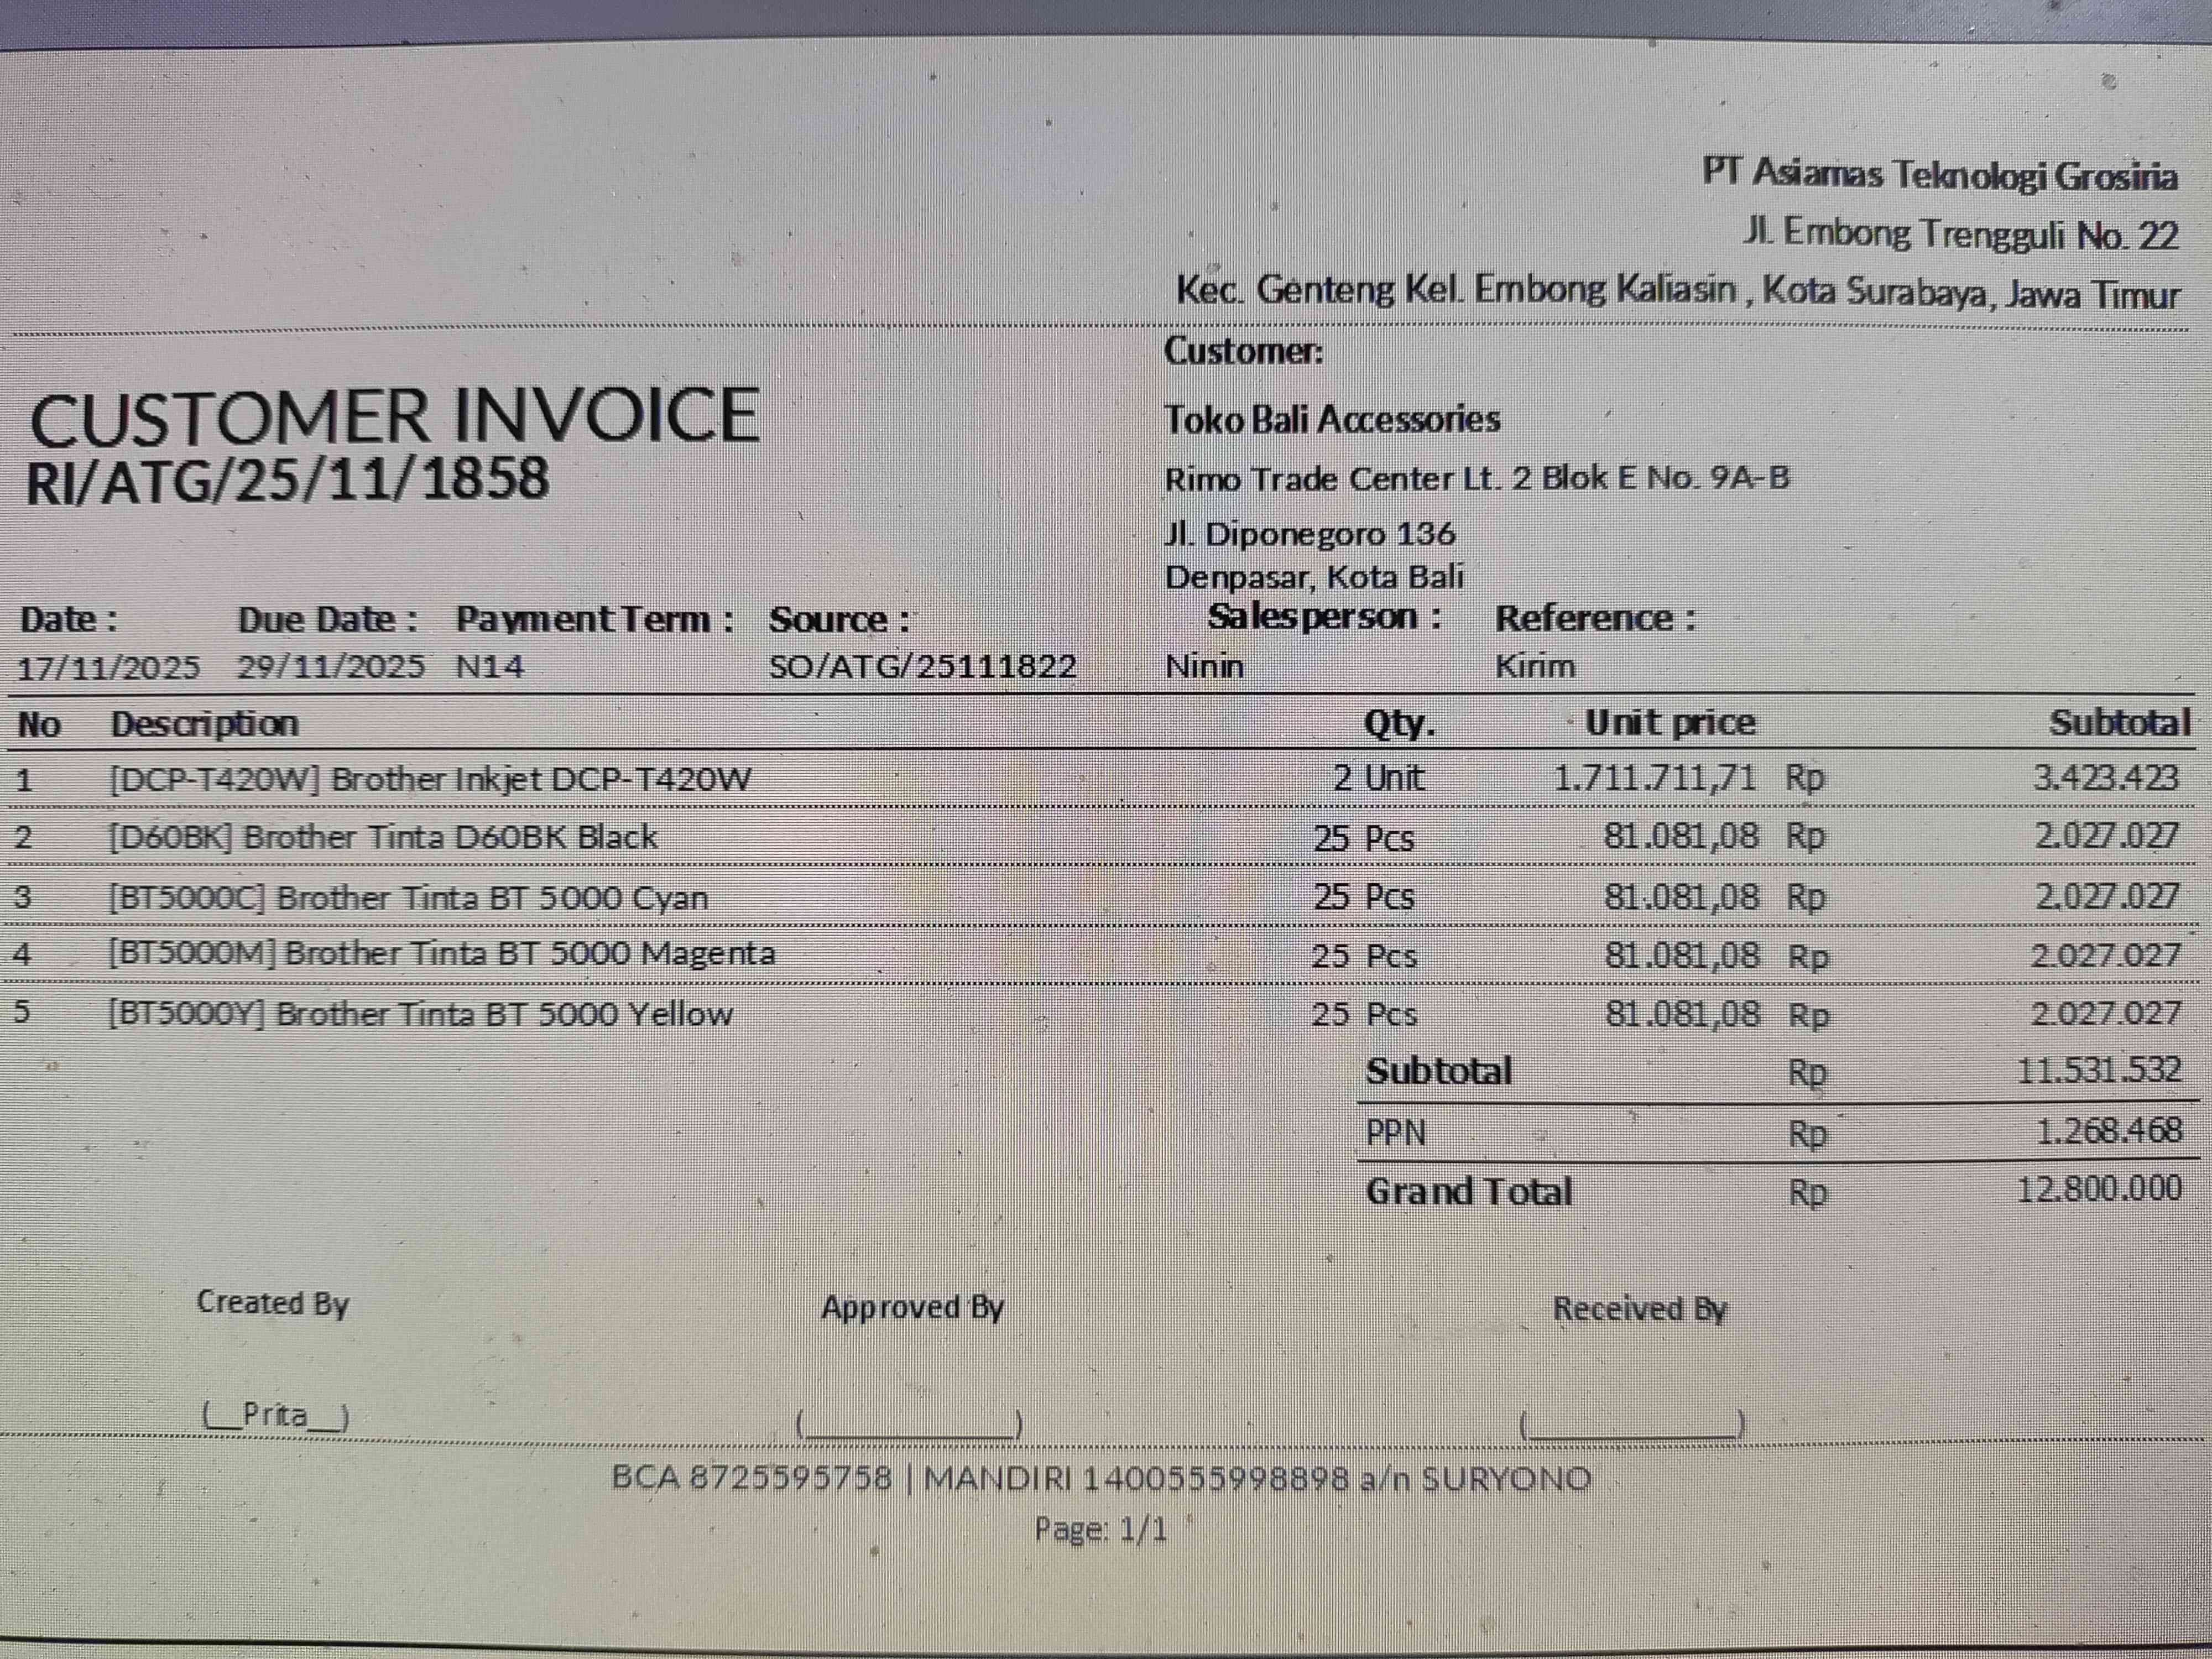 PT Asiamas Teknologi Grosiria
Jl. Embong Trengguli No. 22
Kec. Genteng Kel. Embong Kaliasin , Kota Surabaya, Jawa Timur
CUSTOMER INVOICE
RI/ATG/25/11/1858
Customer:
Toko Bali Accessories
Rimo Trade Center Lt. 2 Blok E No. 9A-B
Jl. Diponegoro 136
Denpasar, Kota Bali
Date : Due Date : Payment Term : Source : Salesperson : Reference :
17/11/2025 29/11/2025 N14 SO/ATG/25111822 Ninin Kirim
No Description Qty. Unit price Subtotal
1 [DCP-T420W] Brother Inkjet DCP-T420W 2 Unit 1.711.711,71 Rp 3.423.423
2 [D60BK] Brother Tinta D60BK Black 25 Pcs 81.081,08 Rp 2.027.027
3 [BT5000C] Brother Tinta BT 5000 Cyan 25 Pcs 81.081,08 Rp 2.027.027
4 [BT5000M] Brother Tinta BT 5000 Magenta 25 Pcs 81.081,08 Rp 2.027.027
5 [BT5000Y] Brother Tinta BT 5000 Yellow 25 Pcs 81.081,08 Rp 2.027.027
Subtotal Rp 11.531.532
PPN Rp 1.268.468
Grand Total Rp 12.800.000
Created By Approved By Received By
(__Prita__) (____________) (____________)
BCA 8725595758 | MANDIRI 1400555998898 a/n SURYONO
Page: 1/1